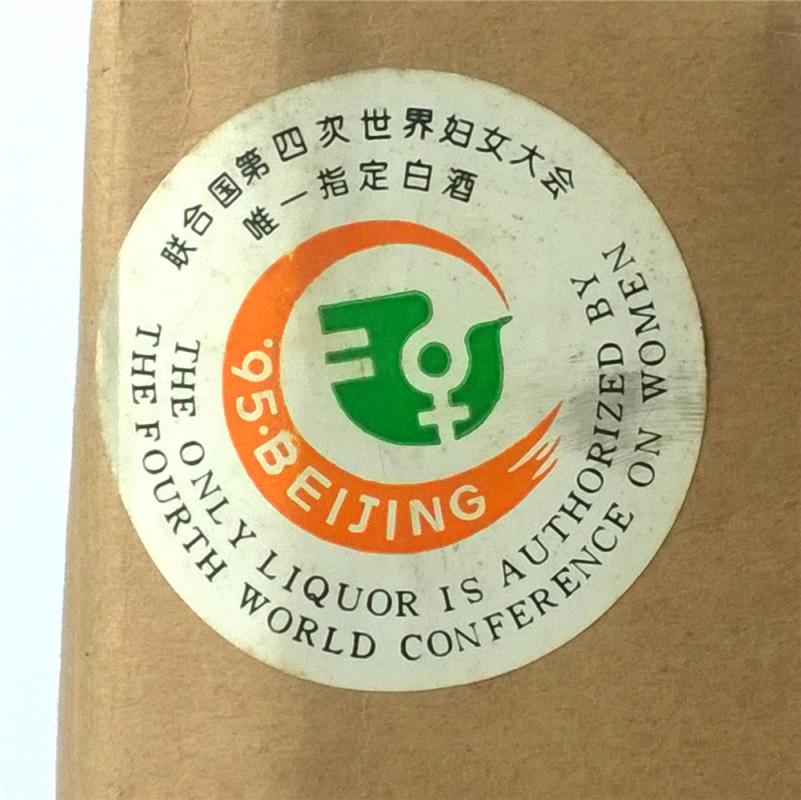 联合国第四次世界妇女大会
唯一指定白酒
'95·BEIJING
THE ONLY LIQUOR IS AUTHORIZED BY
THE FOURTH WORLD CONFERENCE ON WOMEN